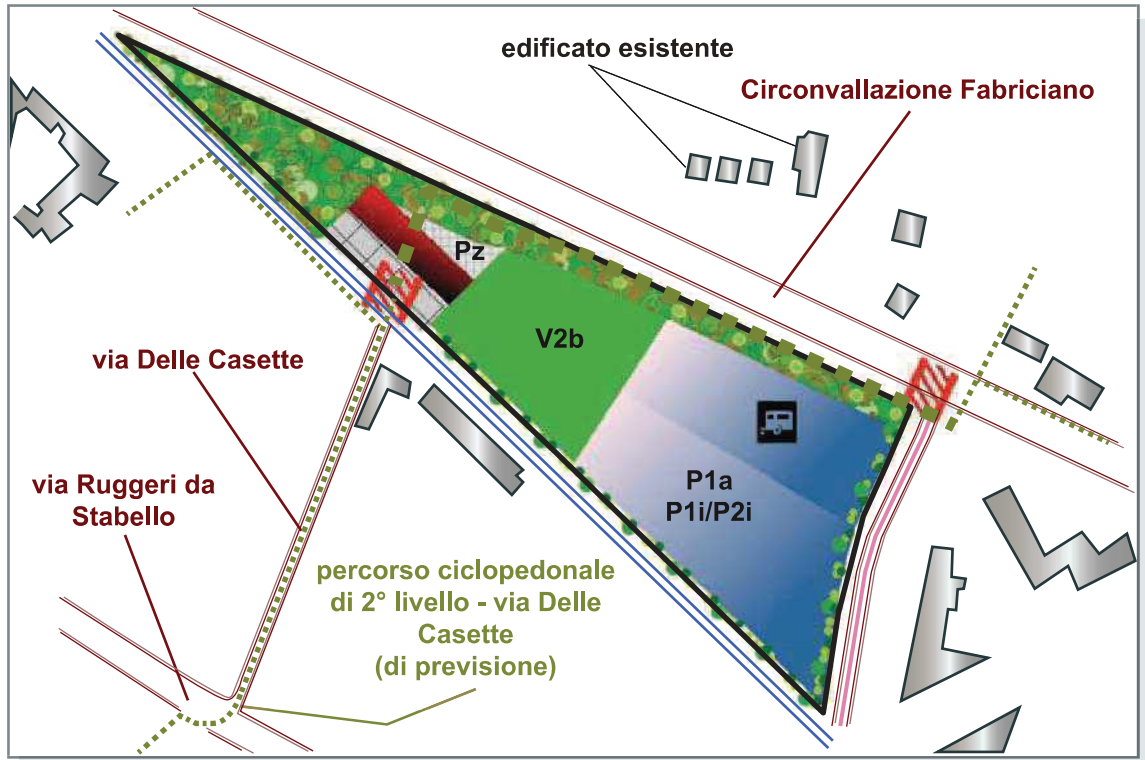 edificato esistente
Circonvallazione Fabriciano
Pz
V2b
via Delle Casette
P1a
P1i/P2i
via Ruggeri da
Stabello
percorso ciclopedonale
di 2° livello - via Delle
Casette
(di previsione)